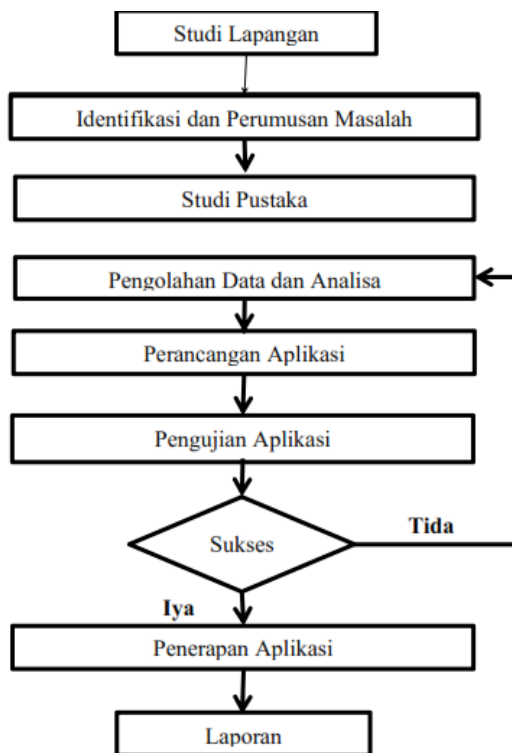 Studi Lapangan
Identifikasi dan Perumusan Masalah
Studi Pustaka
Pengolahan Data dan Analisa
Perancangan Aplikasi
Pengujian Aplikasi
Sukses
Tida
Iya
Penerapan Aplikasi
Laporan